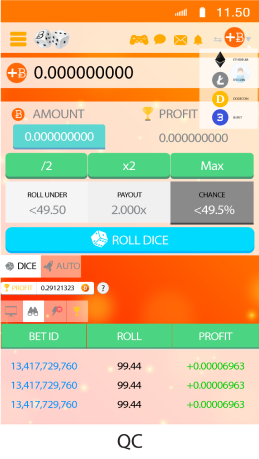 11.50
+B
+B 0.000000000
ETHEREUM
LITECOIN
DOGECOIN
B AMOUNT PROFIT
0.000000000 0.000000000
/2 x2 Max
ROLL UNDER PAYOUT CHANCE
<49.50 2.000x <49.5%
ROLL DICE
DICE AUTO
PROFIT 0.29121323 ?
BET ID ROLL PROFIT
13,417,729,760 99.44 +0.00006963
13,417,729,760 99.44 +0.00006963
13,417,729,760 99.44 +0.00006963
QC